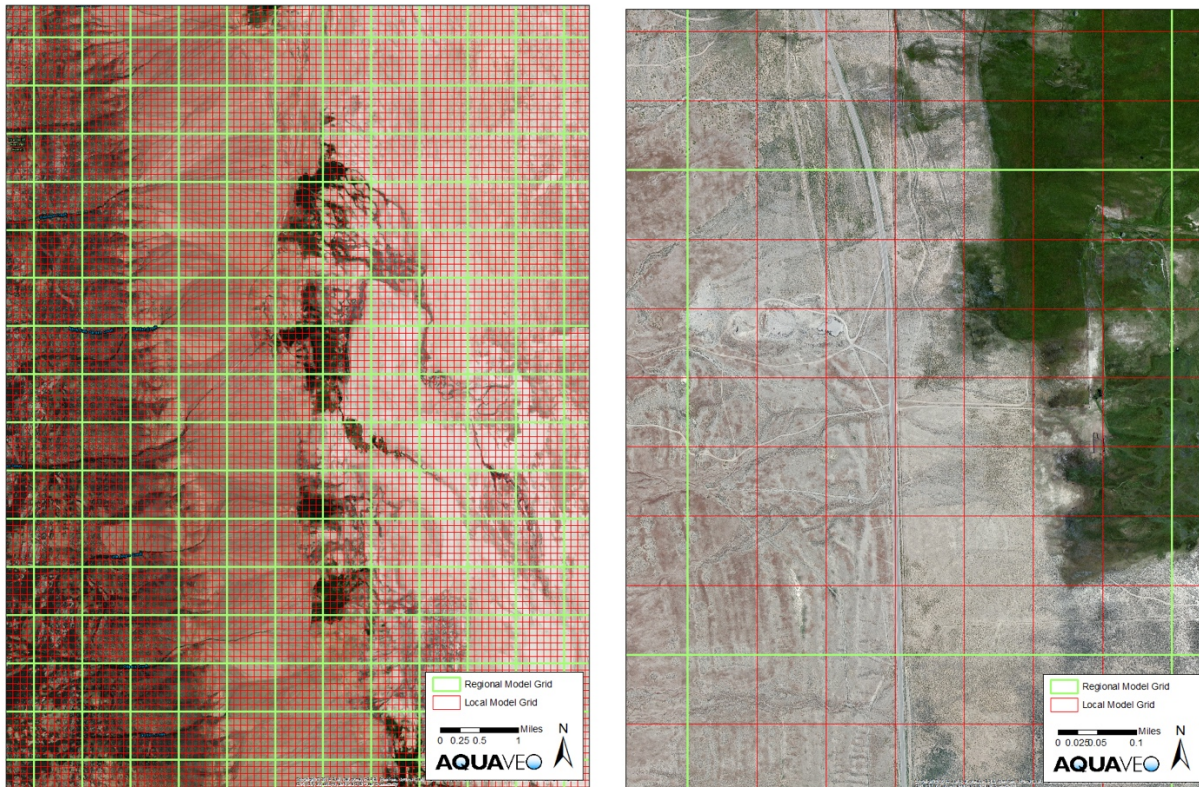 Regional Model Grid
Local Model Grid
Miles
0 0.25 0.5 1
N
AQUAVEO
Regional Model Grid
Local Model Grid
Miles
0 0.025 0.05 0.1
N
AQUAVEO